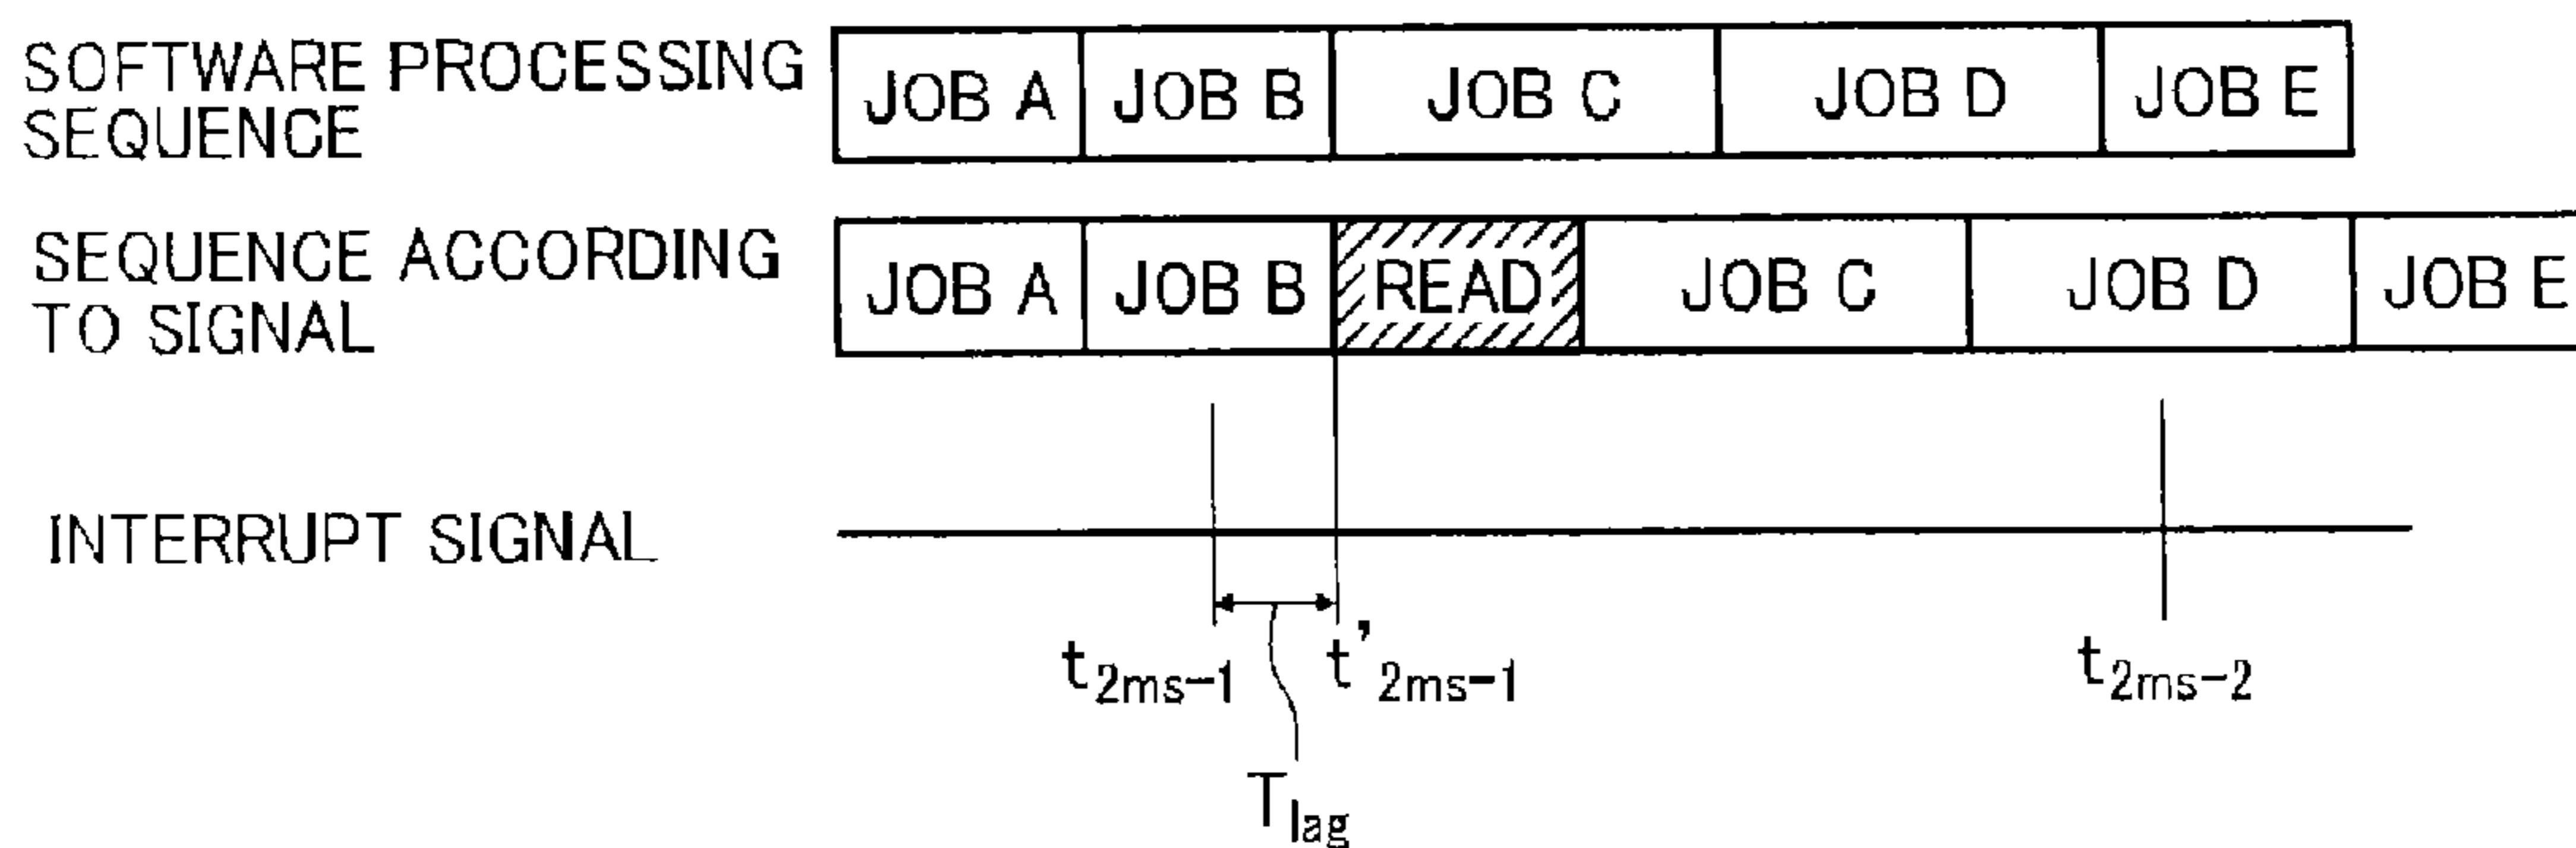 SOFTWARE PROCESSING
SEQUENCE
JOB A JOB B JOB C JOB D JOB E
SEQUENCE ACCORDING
TO SIGNAL
JOB A JOB B READ JOB C JOB D JOB E
INTERRUPT SIGNAL
t2ms-1 t'2ms-1 t2ms-2
Tlag